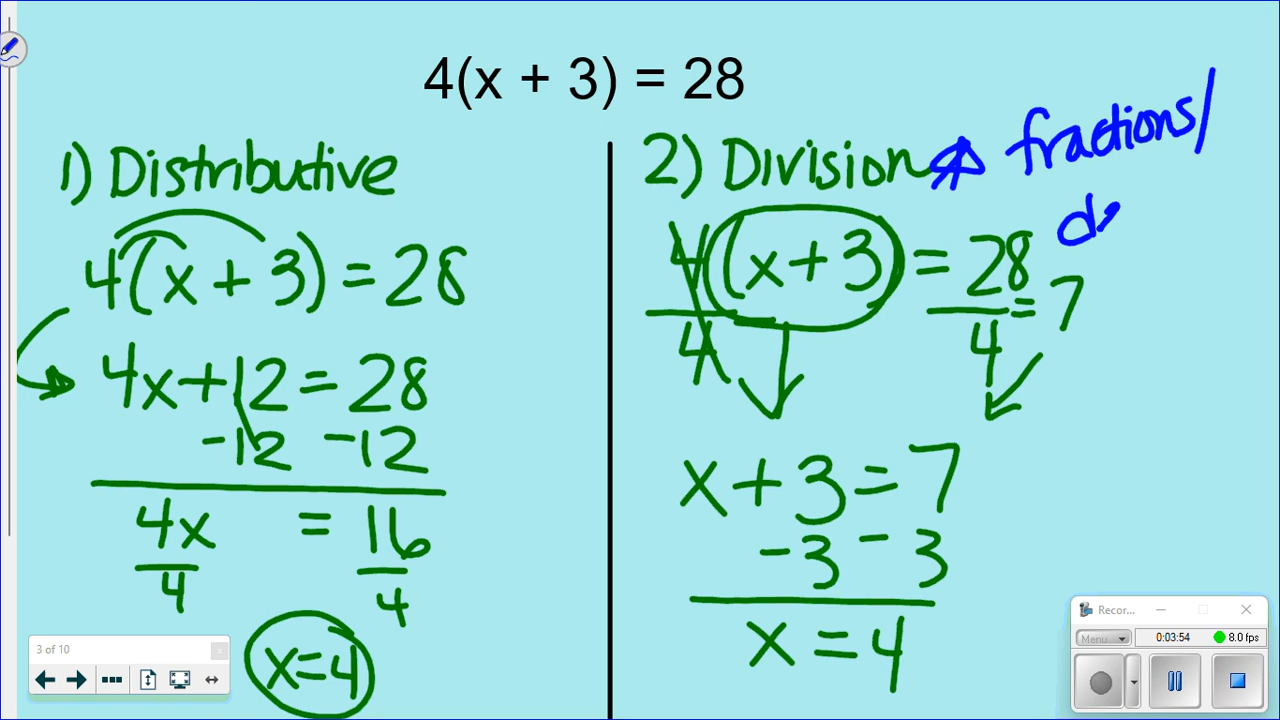 4(x + 3) = 28
1) Distributive
4(x + 3) = 28
4x + 12 = 28
-12 -12
4x = 16
4 4
x=4
2) Division fractions/
d
4(x + 3) = 28 = 7
4 4
x + 3 = 7
-3 -3
x = 4
3 of 10
Recor...
Menu
0:03:54
8.0 fps